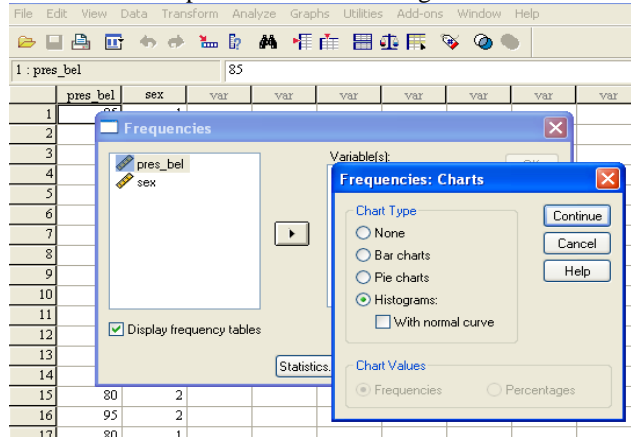 File Edit View Data Transform Analyze Graphs Utilities Add-ons Window Help
1 : pres_bel 85
pres_bel sex var var var var var var var
1
2
3
4
5
6
7
8
9
10
11
12
13
14
15 80 2
16 95 2
17 80 1
Frequencies
pres_bel
sex
Variable(s):
Display frequency tables
Statistics.
Frequencies: Charts
Chart Type
None
Bar charts
Pie charts
Histograms:
With normal curve
Continue
Cancel
Help
Chart Values
Frequencies Percentages